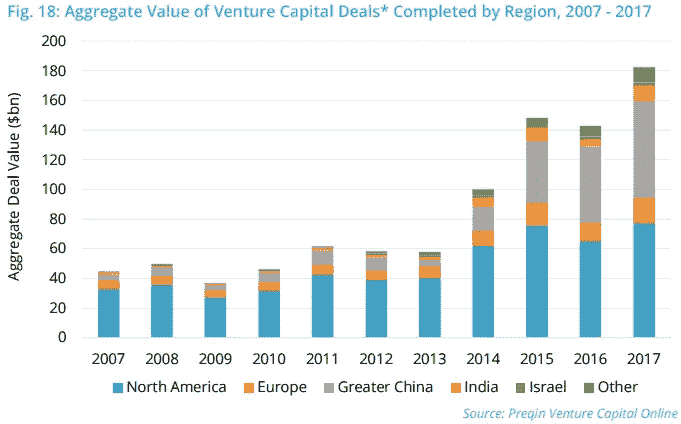 Fig. 18: Aggregate Value of Venture Capital Deals* Completed by Region, 2007 - 2017
Aggregate Deal Value ($bn)
200
180
160
140
120
100
80
60
40
20
0
2007 2008 2009 2010 2011 2012 2013 2014 2015 2016 2017
North America Europe Greater China India Israel Other
Source: Preqin Venture Capital Online